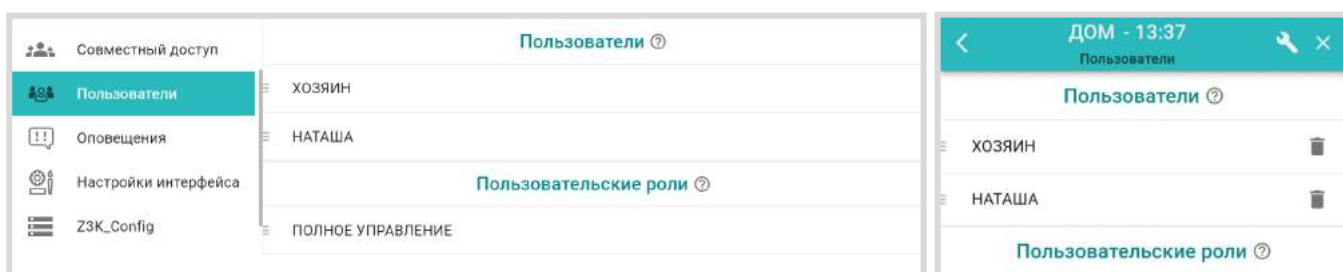 Совместный доступ
Пользователи
Оповещения
Настройки интерфейса
Z3K_Config
Пользователи ?
ХОЗЯИН
НАТАША
Пользовательские роли ?
ПОЛНОЕ УПРАВЛЕНИЕ
ДОМ - 13:37
Пользователи
Пользователи ?
ХОЗЯИН
НАТАША
Пользовательские роли ?